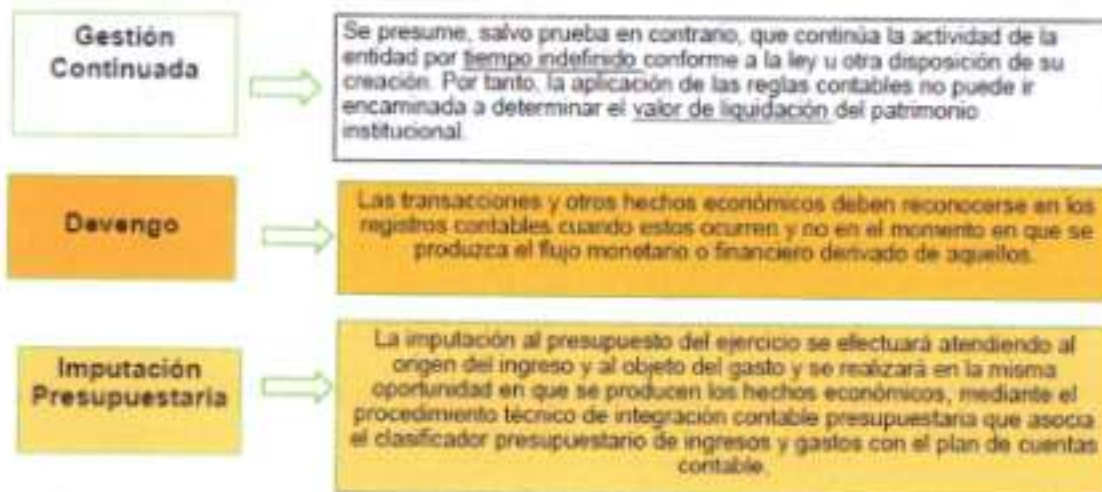 Gestión
Continuada
Se presume, salvo prueba en contrario, que continúa la actividad de la
entidad por tiempo indefinido conforme a la ley u otra disposición de su
creación. Por tanto, la aplicación de las reglas contables no puede ir
encaminada a determinar el valor de liquidación del patrimonio
institucional.
Devengo
Las transacciones y otros hechos económicos deben reconocerse en los
registros contables cuando estos ocurren y no en el momento en que se
produzca el flujo monetario o financiero derivado de aquellos.
Imputación
Presupuestaria
La imputación al presupuesto del ejercicio se efectuará atendiendo al
origen del ingreso y al objeto del gasto y se realizará en la misma
oportunidad en que se producen los hechos económicos, mediante el
procedimiento técnico de integración contable presupuestaria que asocia
el clasificador presupuestario de ingresos y gastos con el plan de cuentas
contable.